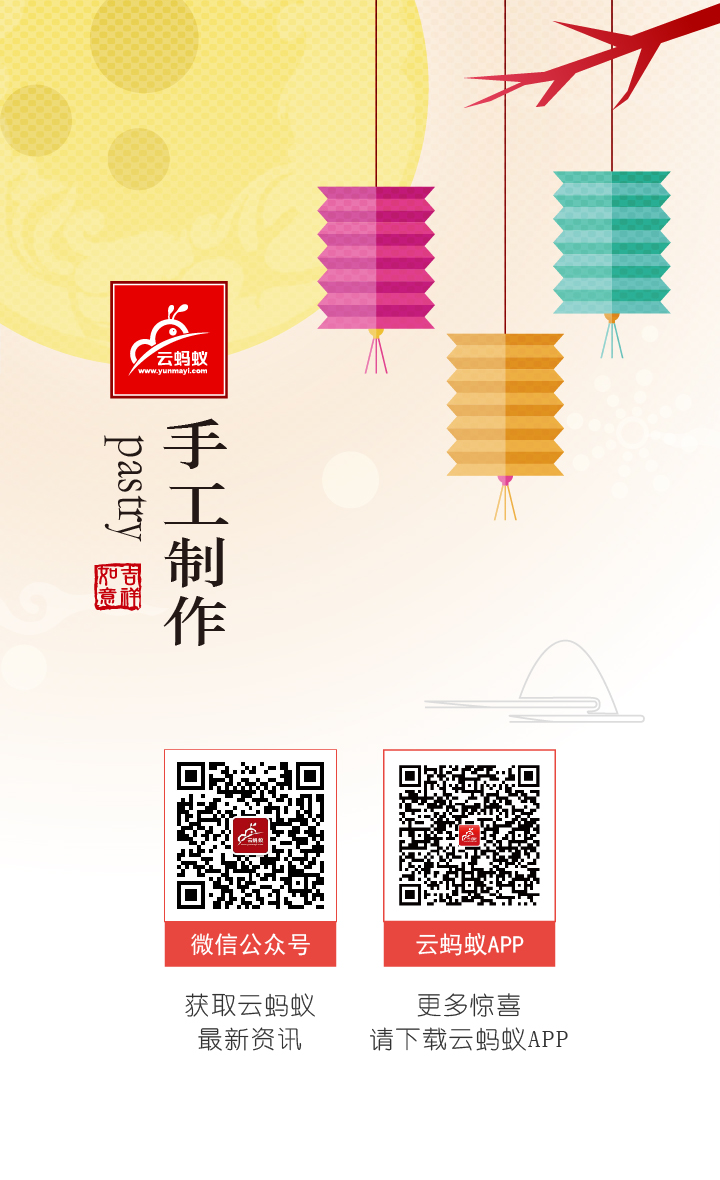 云蚂蚁
www.yunmayi.com
手工制作
pastry
吉祥
如意
微信公众号
云蚂蚁APP
获取云蚂蚁
最新资讯
更多惊喜
请下载云蚂蚁APP